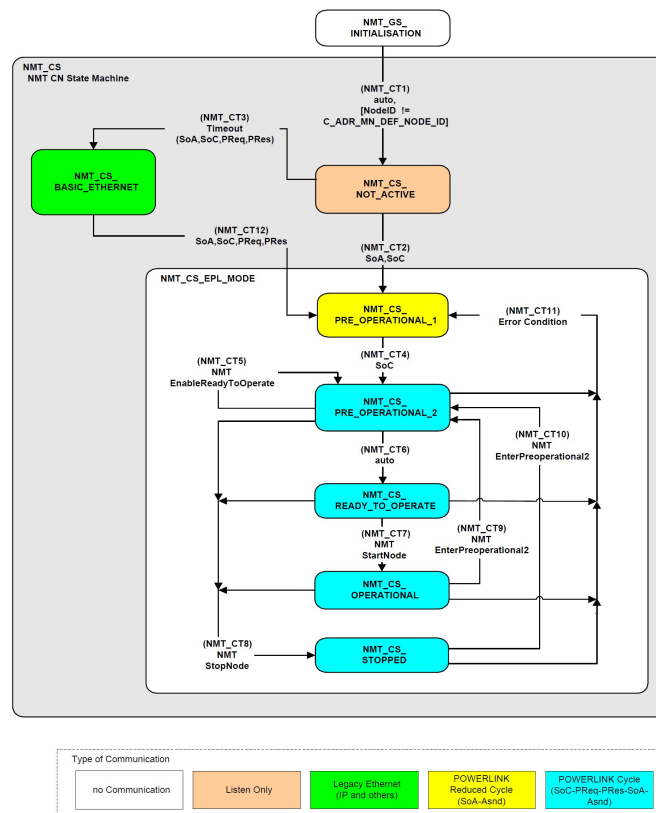 NMT_GS_
INITIALISATION
NMT_CS
NMT CN State Machine
(NMT_CT1)
auto,
[NodeID !=
C_ADR_MN_DEF_NODE_ID]
(NMT_CT3)
Timeout
(SoA,SoC,PReq,PRes)
NMT_CS_
BASIC_ETHERNET
NMT_CS_
NOT_ACTIVE
(NMT_CT12)
SoA,SoC,PReq,PRes
(NMT_CT2)
SoA,SoC
NMT_CS_EPL_MODE
NMT_CS_
PRE_OPERATIONAL_1
(NMT_CT11)
Error Condition
(NMT_CT4)
SoC
(NMT_CT5)
NMT
EnableReadyToOperate
NMT_CS_
PRE_OPERATIONAL_2
(NMT_CT10)
NMT
EnterPreoperational2
(NMT_CT6)
auto
NMT_CS_
READY_TO_OPERATE
(NMT_CT7)
NMT
StartNode
(NMT_CT9)
NMT
EnterPreoperational2
NMT_CS_
OPERATIONAL
(NMT_CT8)
NMT
StopNode
NMT_CS_
STOPPED
Type of Communication
no Communication
Listen Only
Legacy Ethernet
(IP and others)
POWERLINK
Reduced Cycle
(SoA-Asnd)
POWERLINK Cycle
(SoC-PReq-PRes-SoA-
Asnd)